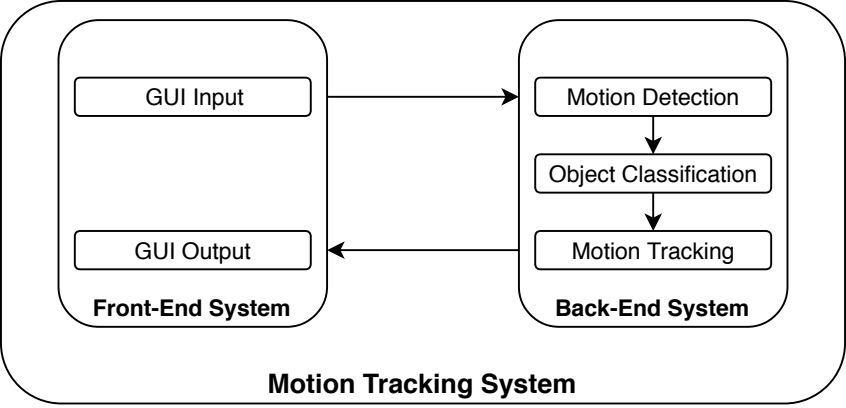 GUI Input
GUI Output
Front-End System
Motion Detection
Object Classification
Motion Tracking
Back-End System
Motion Tracking System